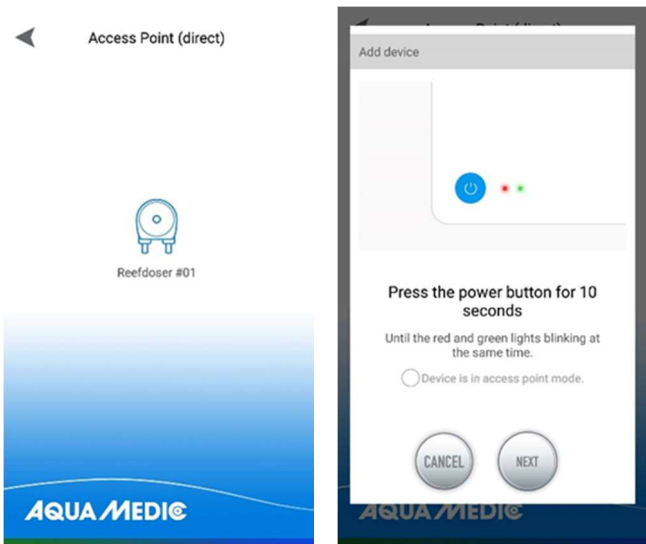 Access Point (direct)
Reefdoser #01
AQUA MEDIC
Add device
Press the power button for 10
seconds
Until the red and green lights blinking at
the same time.
Device is in access point mode.
CANCEL
NEXT
AQUA MEDIC